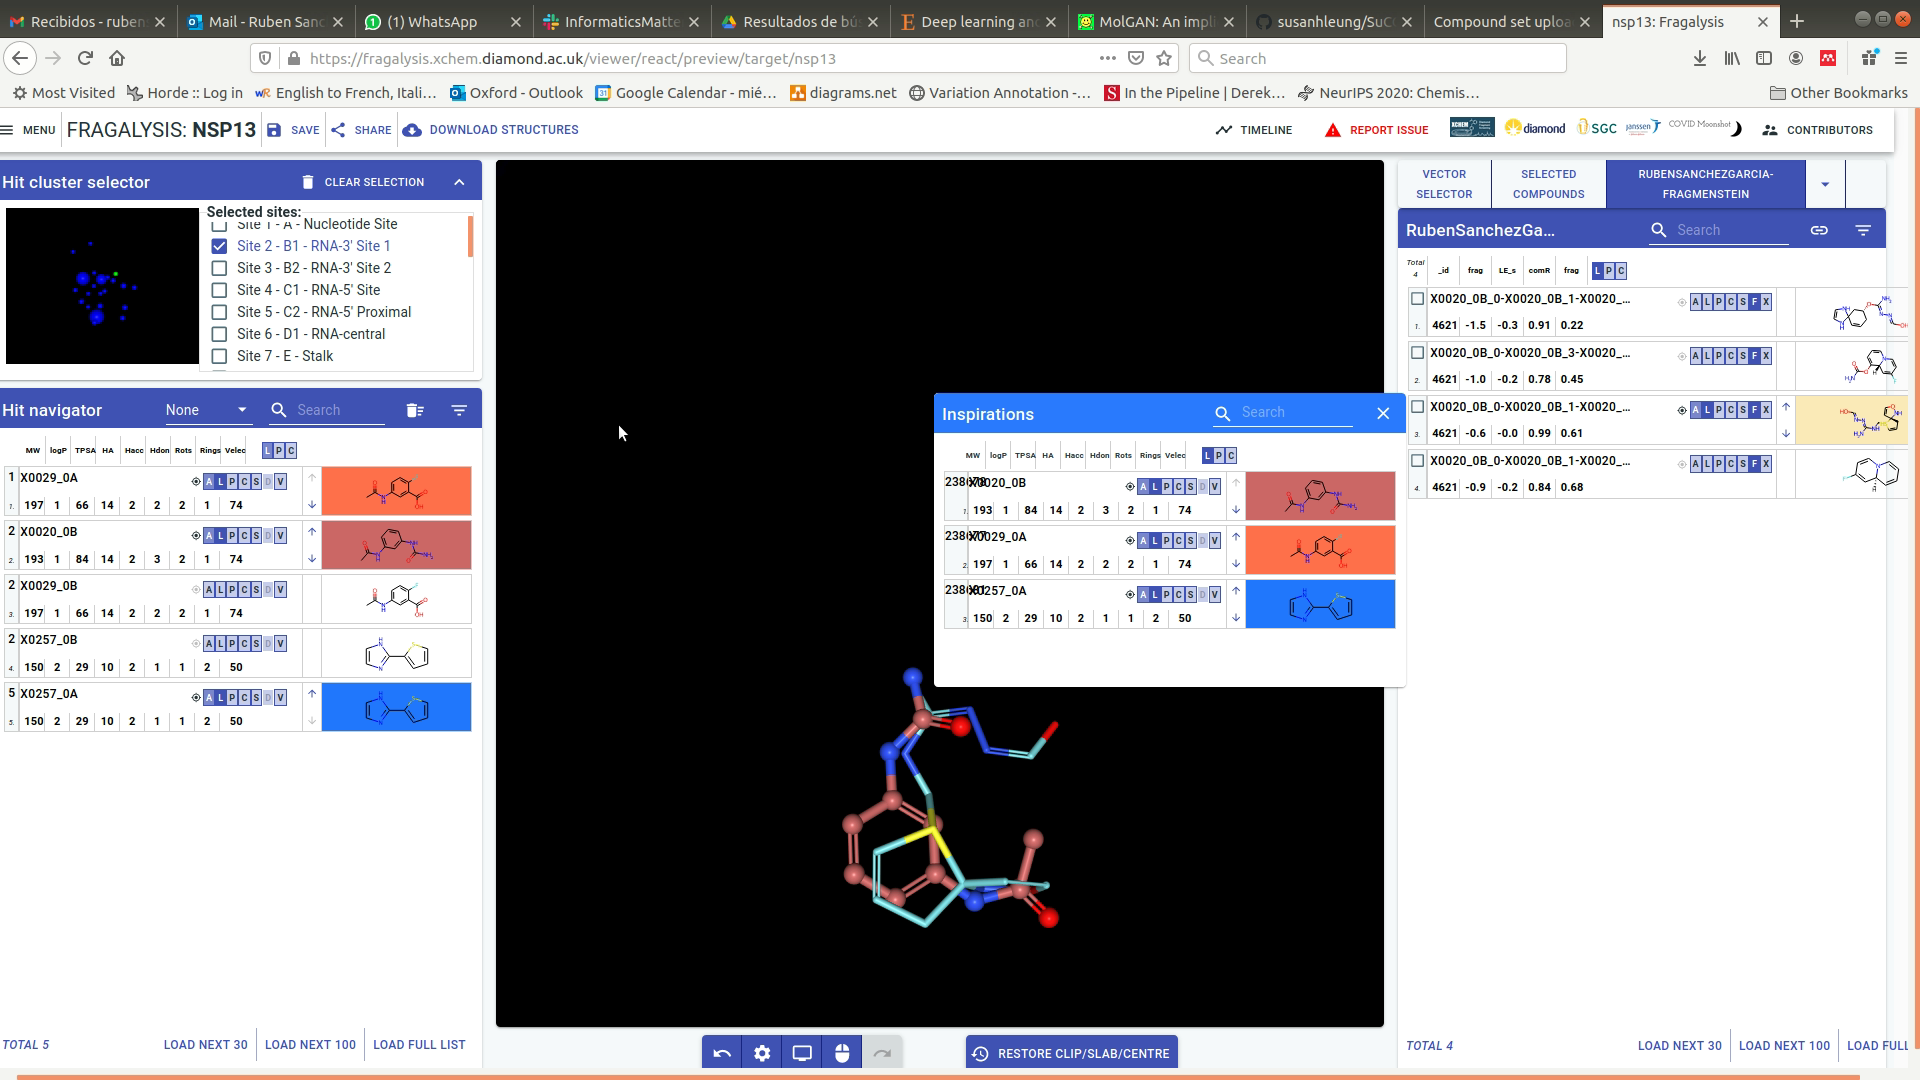 Recibidos - ruben
Mail - Ruben Sanc
(1) WhatsApp
InformaticsMatte
Resultados de bú
Deep learning an
MolGAN: An impli
susanhleung/SuCO
Compound set uploa
nsp13: Fragalysis
https://fragalysis.xchem.diamond.ac.uk/viewer/react/preview/target/nsp13
Search
Most Visited
Horde :: Log in
English to French, Itali…
Oxford - Outlook
Google Calendar - mié…
diagrams.net
Variation Annotation -…
In the Pipeline | Derek…
NeurIPS 2020: Chemis…
Other Bookmarks
MENU
FRAGALYSIS: NSP13
SAVE
SHARE
DOWNLOAD STRUCTURES
TIMELINE
REPORT ISSUE
XCHEM
diamond
SGC
janssen
COVID Moonshot
CONTRIBUTORS
Hit cluster selector
CLEAR SELECTION
Selected sites:
Site 1 - A - Nucleotide Site
Site 2 - B1 - RNA-3' Site 1
Site 3 - B2 - RNA-3' Site 2
Site 4 - C1 - RNA-5' Site
Site 5 - C2 - RNA-5' Proximal
Site 6 - D1 - RNA-central
Site 7 - E - Stalk
Hit navigator
None
Search
MW logP TPSA HA Hacc Hdon Rots Rings Velec L P C
1 X0029_0A A L P C S D V
1. 197 1 66 14 2 2 2 1 74
2 X0020_0B A L P C S D V
2. 193 1 84 14 2 3 2 1 74
2 X0029_0B A L P C S D V
3. 197 1 66 14 2 2 2 1 74
2 X0257_0B A L P C S D V
4. 150 2 29 10 2 1 1 2 50
5 X0257_0A A L P C S D V
5. 150 2 29 10 2 1 1 2 50
TOTAL 5
LOAD NEXT 30
LOAD NEXT 100
LOAD FULL LIST
Inspirations
Search
MW logP TPSA HA Hacc Hdon Rots Rings Velec L P C
X0020_0B A L P C S D V
1. 193 1 84 14 2 3 2 1 74
X0029_0A A L P C S D V
2. 197 1 66 14 2 2 2 1 74
X0257_0A A L P C S D V
3. 150 2 29 10 2 1 1 2 50
RESTORE CLIP/SLAB/CENTRE
VECTOR SELECTOR
SELECTED COMPOUNDS
RUBENSANCHEZGARCIA-FRAGMENSTEIN
RubenSanchezGa…
Search
Total 4
_id frag LE_s comR frag L P C
X0020_0B_0-X0020_0B_1-X0020_… A L P C S F X
1. 4621 -1.5 -0.3 0.91 0.22
X0020_0B_0-X0020_0B_3-X0020_… A L P C S F X
2. 4621 -1.0 -0.2 0.78 0.45
X0020_0B_0-X0020_0B_1-X0020_… A L P C S F X
3. 4621 -0.6 -0.0 0.99 0.61
X0020_0B_0-X0020_0B_1-X0020_… A L P C S F X
4. 4621 -0.9 -0.2 0.84 0.68
TOTAL 4
LOAD NEXT 30
LOAD NEXT 100
LOAD FULL